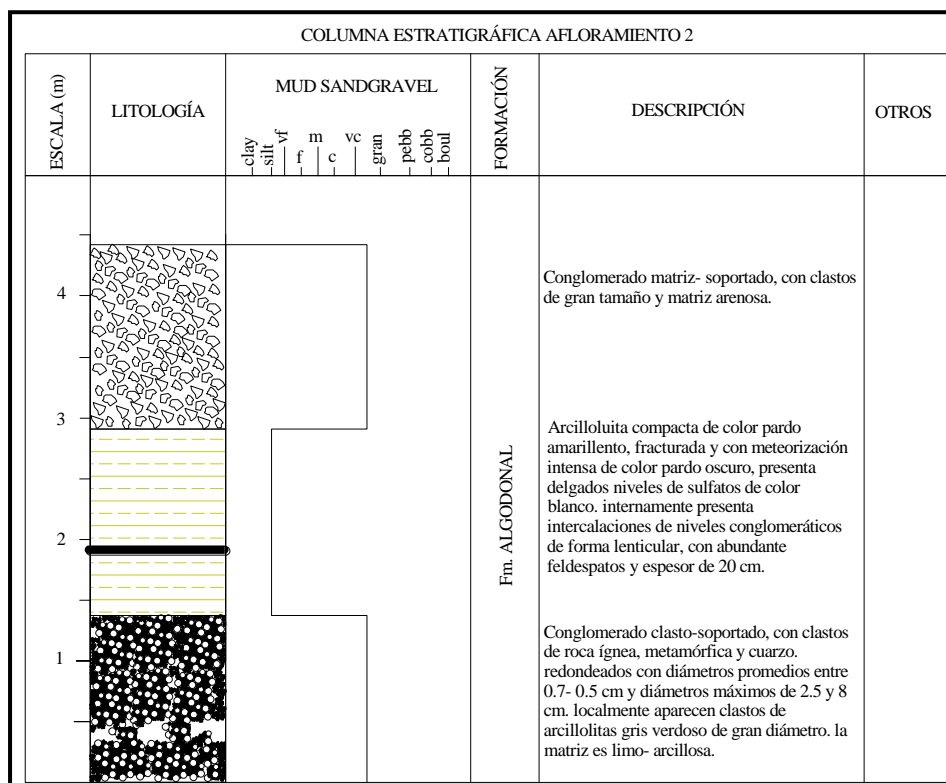 COLUMNA ESTRATIGRÁFICA AFLORAMIENTO 2
ESCALA (m)
LITOLOGÍA
MUD SANDGRAVEL
clay
silt
vf
f
m
c
vc
gran
pebb
cobb
boul
FORMACIÓN
DESCRIPCIÓN
OTROS
4
3
2
1
Fm. ALGODONAL
Conglomerado matriz- soportado, con clastos
de gran tamaño y matriz arenosa.
Arcilloluita compacta de color pardo
amarillento, fracturada y con meteorización
intensa de color pardo oscuro, presenta
delgados niveles de sulfatos de color
blanco. internamente presenta
intercalaciones de niveles conglomeráticos
de forma lenticular, con abundante
feldespatos y espesor de 20 cm.
Conglomerado clasto-soportado, con clastos
de roca ígnea, metamórfica y cuarzo.
redondeados con diámetros promedios entre
0.7- 0.5 cm y diámetros máximos de 2.5 y 8
cm. localmente aparecen clastos de
arcillolitas gris verdoso de gran diámetro. la
matriz es limo- arcillosa.